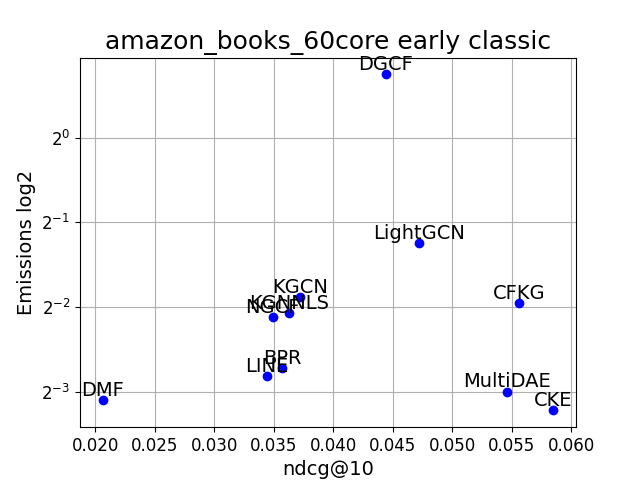 amazon_books_60core early classic
DGCF
2^0
2^-1
LightGCN
KGCN
CFKG
KGNNLS
NGCF
2^-2
BPR
LINE
MultiDAE
2^-3
DMF
CKE
Emissions log2
0.020 0.025 0.030 0.035 0.040 0.045 0.050 0.055 0.060
ndcg@10